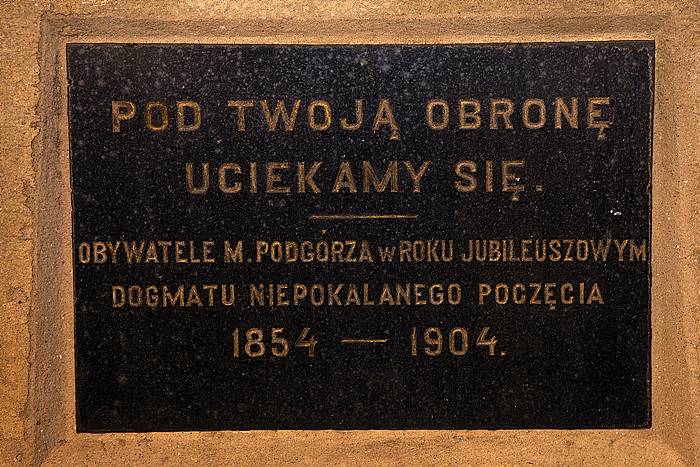 POD TWOJĄ OBRONĘ
UCIEKAMY SIĘ.
OBYWATELE M. PODGÓRZA w ROKU JUBILEUSZOWYM
DOGMATU NIEPOKALANEGO POCZĘCIA
1854 — 1904.